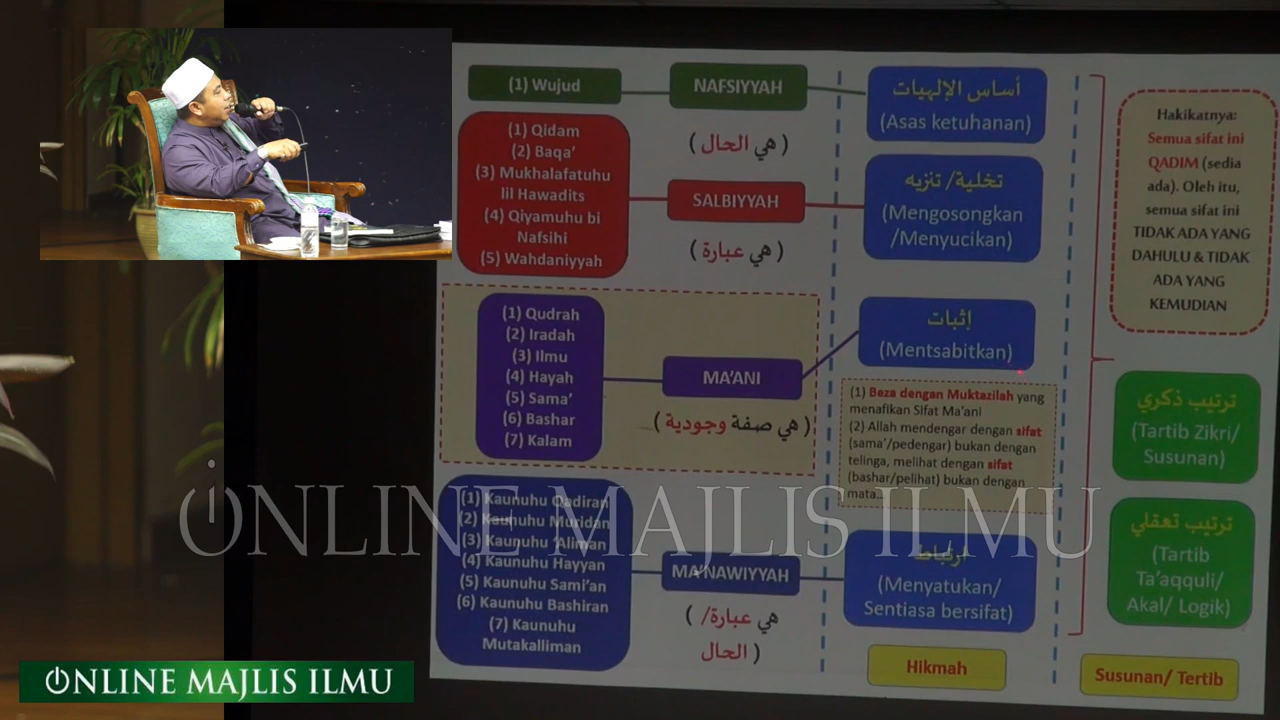 (1) Wujud
NAFSIYYAH
( هي الحال )
أساس الإلهيات
(Asas ketuhanan)
(1) Qidam
(2) Baqa’
(3) Mukhalafatuhu
lil Hawadits
(4) Qiyamuhu bi
Nafsihi
(5) Wahdaniyyah
SALBIYYAH
( هي عبارة )
تخلية/ تنزيه
(Mengosongkan
/Menyucikan)
(1) Qudrah
(2) Iradah
(3) Ilmu
(4) Hayah
(5) Sama’
(6) Bashar
(7) Kalam
MA’ANI
( هي صفة وجودية )
إثبات
(Mentsabitkan)
(1) Beza dengan Muktazilah yang
menafikan Sifat Ma’ani
(2) Allah mendengar dengan sifat
(sama’/pedengar) bukan dengan
telinga, melihat dengan sifat
(bashar/pelihat) bukan dengan
mata...
(1) Kaunuhu Qadiran
(2) Kaunuhu Muridan
(3) Kaunuhu ‘Aliman
(4) Kaunuhu Hayyan
(5) Kaunuhu Sami’an
(6) Kaunuhu Bashiran
(7) Kaunuhu
Mutakalliman
MA’NAWIYYAH
( هي عبارة/
الحال )
ارتباط
(Menyatukan/
Sentiasa bersifat)
Hikmah
Hakikatnya:
Semua sifat ini
QADIM (sedia
ada). Oleh itu,
semua sifat ini
TIDAK ADA YANG
DAHULU & TIDAK
ADA YANG
KEMUDIAN
ترتيب ذكري
(Tartib Zikri/
Susunan)
ترتيب تعقلي
(Tartib
Ta’aqquli/
Akal/ Logik)
Susunan/ Tertib
ONLINE MAJLIS ILMU
ONLINE MAJLIS ILMU